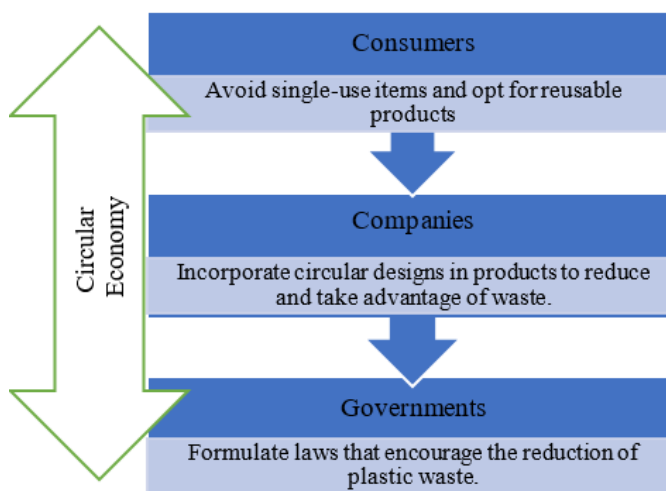 Consumers
Avoid single-use items and opt for reusable
products
Circular
Economy
Companies
Incorporate circular designs in products to reduce
and take advantage of waste.
Governments
Formulate laws that encourage the reduction of
plastic waste.